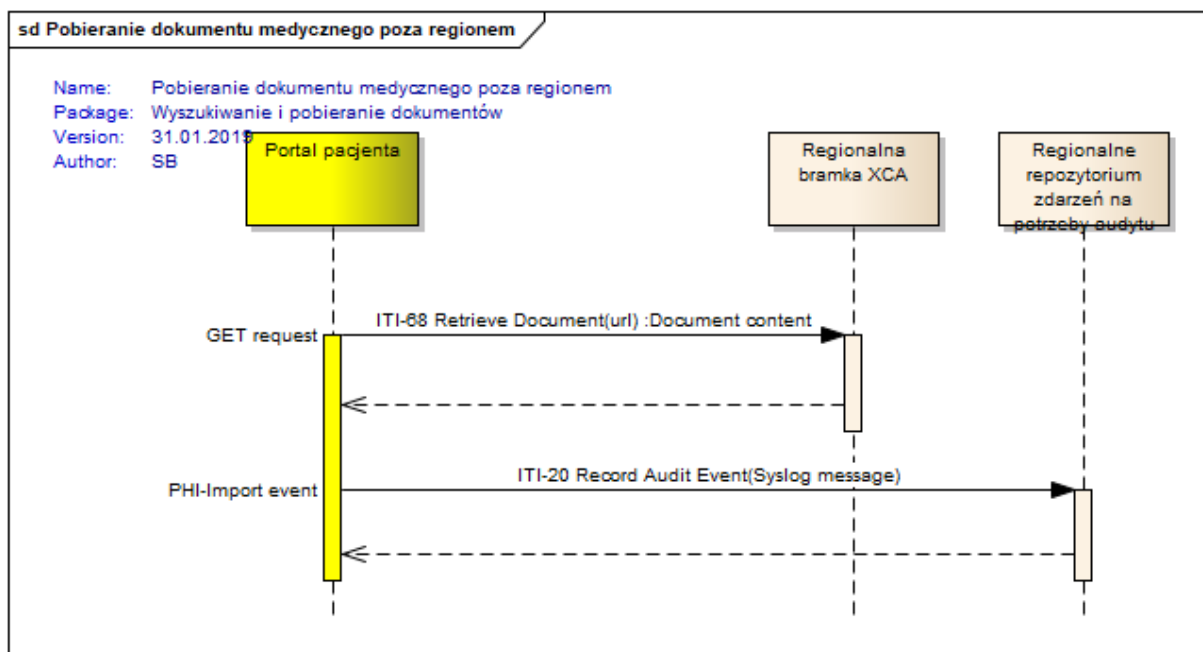 sd Pobieranie dokumentu medycznego poza regionem
Name: Pobieranie dokumentu medycznego poza regionem
Package: Wyszukiwanie i pobieranie dokumentów
Version: 31.01.2019
Author: SB
Portal pacjenta
Regionalna
bramka XCA
Regionalne
repozytorium
zdarzeń na
potrzeby audytu
ITI-68 Retrieve Document(url) :Document content
GET request
ITI-20 Record Audit Event(Syslog message)
PHI-Import event